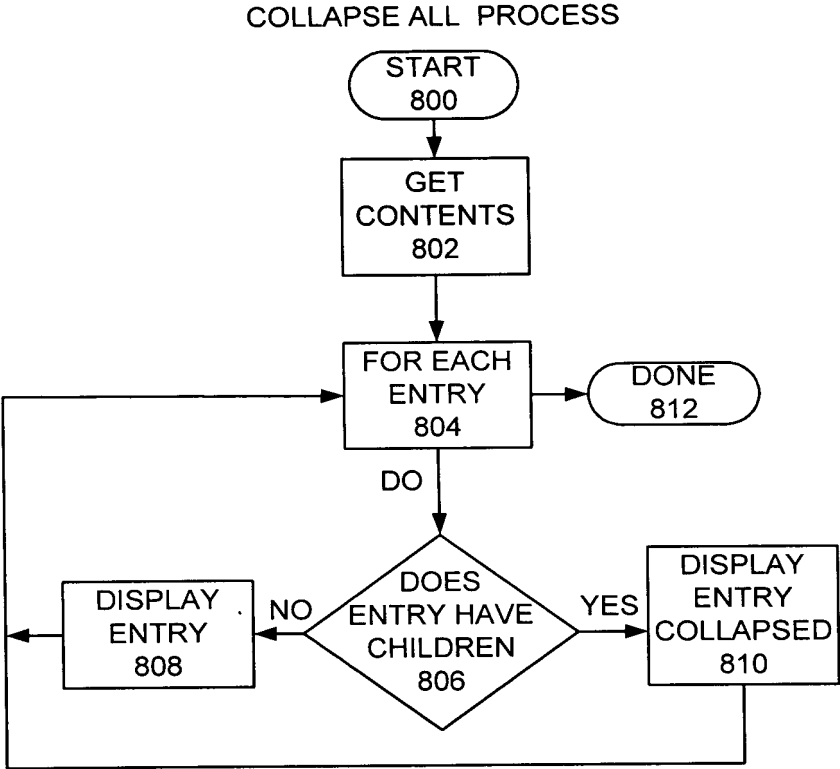 COLLAPSE ALL PROCESS
START
800
GET
CONTENTS
802
FOR EACH
ENTRY
804
DONE
812
DO
DOES
ENTRY HAVE
CHILDREN
806
NO
DISPLAY
ENTRY
808
YES
DISPLAY
ENTRY
COLLAPSED
810